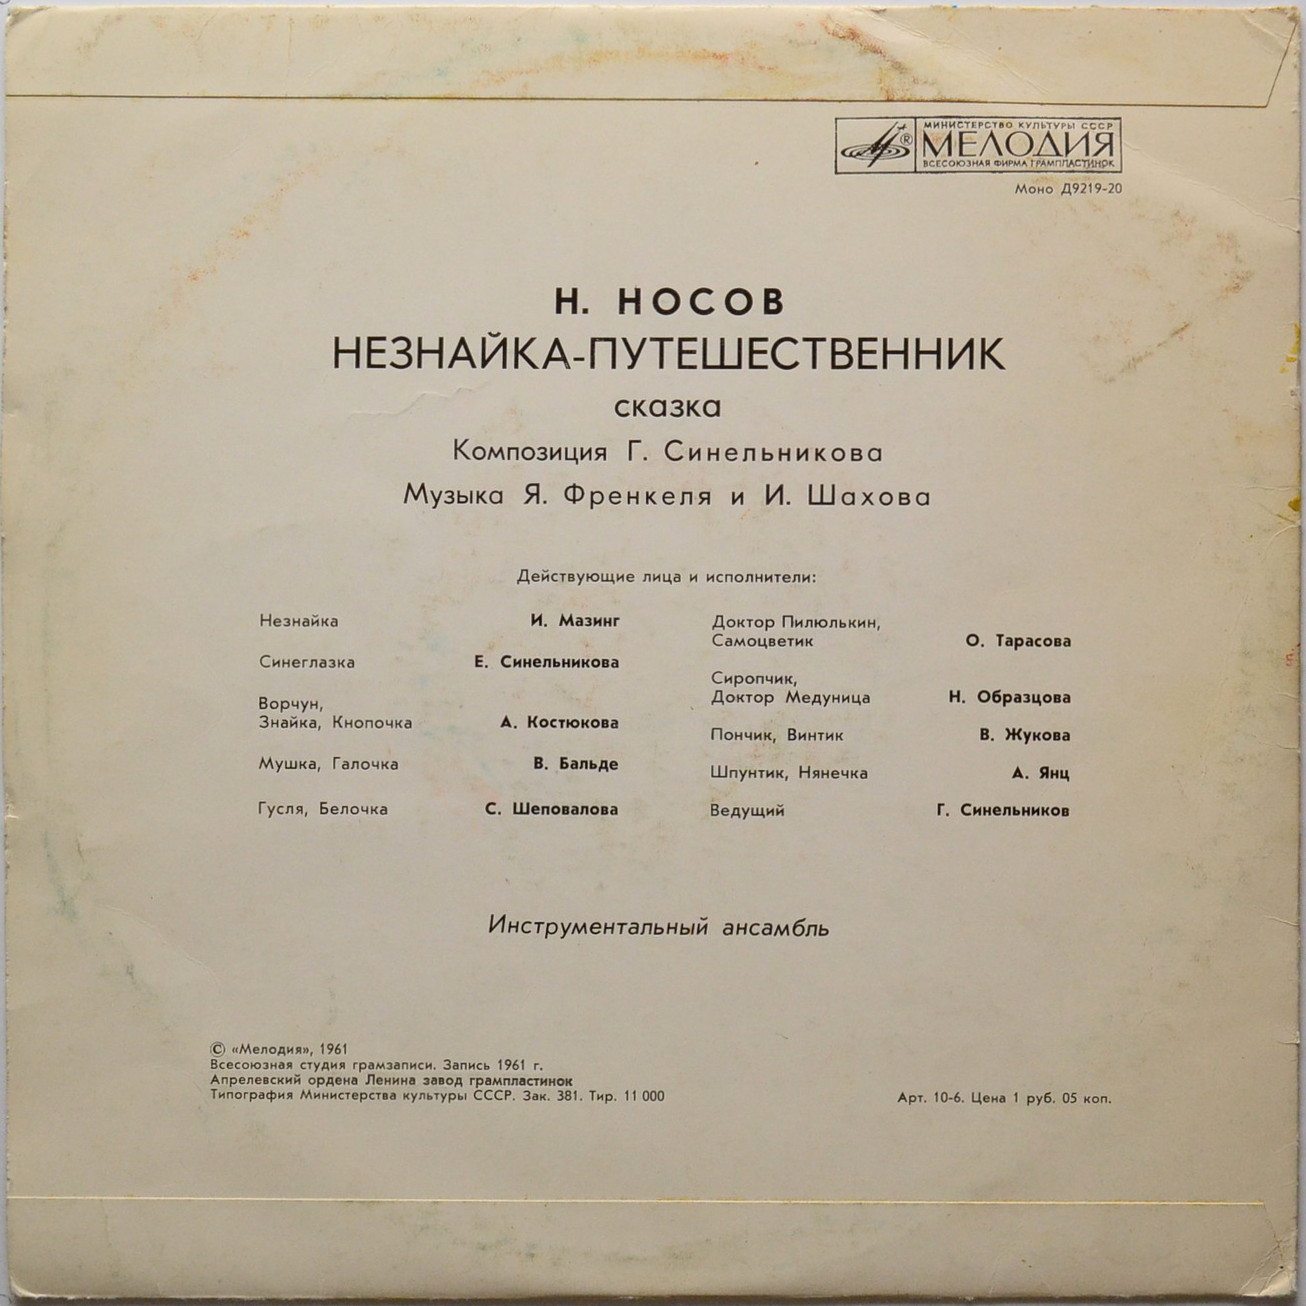 МИНИСТЕРСТВО КУЛЬТУРЫ СССР
МЕЛОДИЯ
ВСЕСОЮЗНАЯ ФИРМА ГРАМПЛАСТИНОК
®
Моно Д9219-20
Н. НОСОВ
НЕЗНАЙКА-ПУТЕШЕСТВЕННИК
сказка
Композиция Г. Синельникова
Музыка Я. Френкеля и И. Шахова
Действующие лица и исполнители:
Незнайка И. Мазинг
Синеглазка Е. Синельникова
Ворчун,
Знайка, Кнопочка А. Костюкова
Мушка, Галочка В. Бальде
Гусля, Белочка С. Шеповалова
Доктор Пилюлькин,
Самоцветик О. Тарасова
Сиропчик,
Доктор Медуница Н. Образцова
Пончик, Винтик В. Жукова
Шпунтик, Нянечка А. Янц
Ведущий Г. Синельников
Инструментальный ансамбль
© «Мелодия», 1961
Всесоюзная студия грамзаписи. Запись 1961 г.
Апрелевский ордена Ленина завод грампластинок
Типография Министерства культуры СССР. Зак. 381. Тир. 11 000
Арт. 10-6. Цена 1 руб. 05 коп.